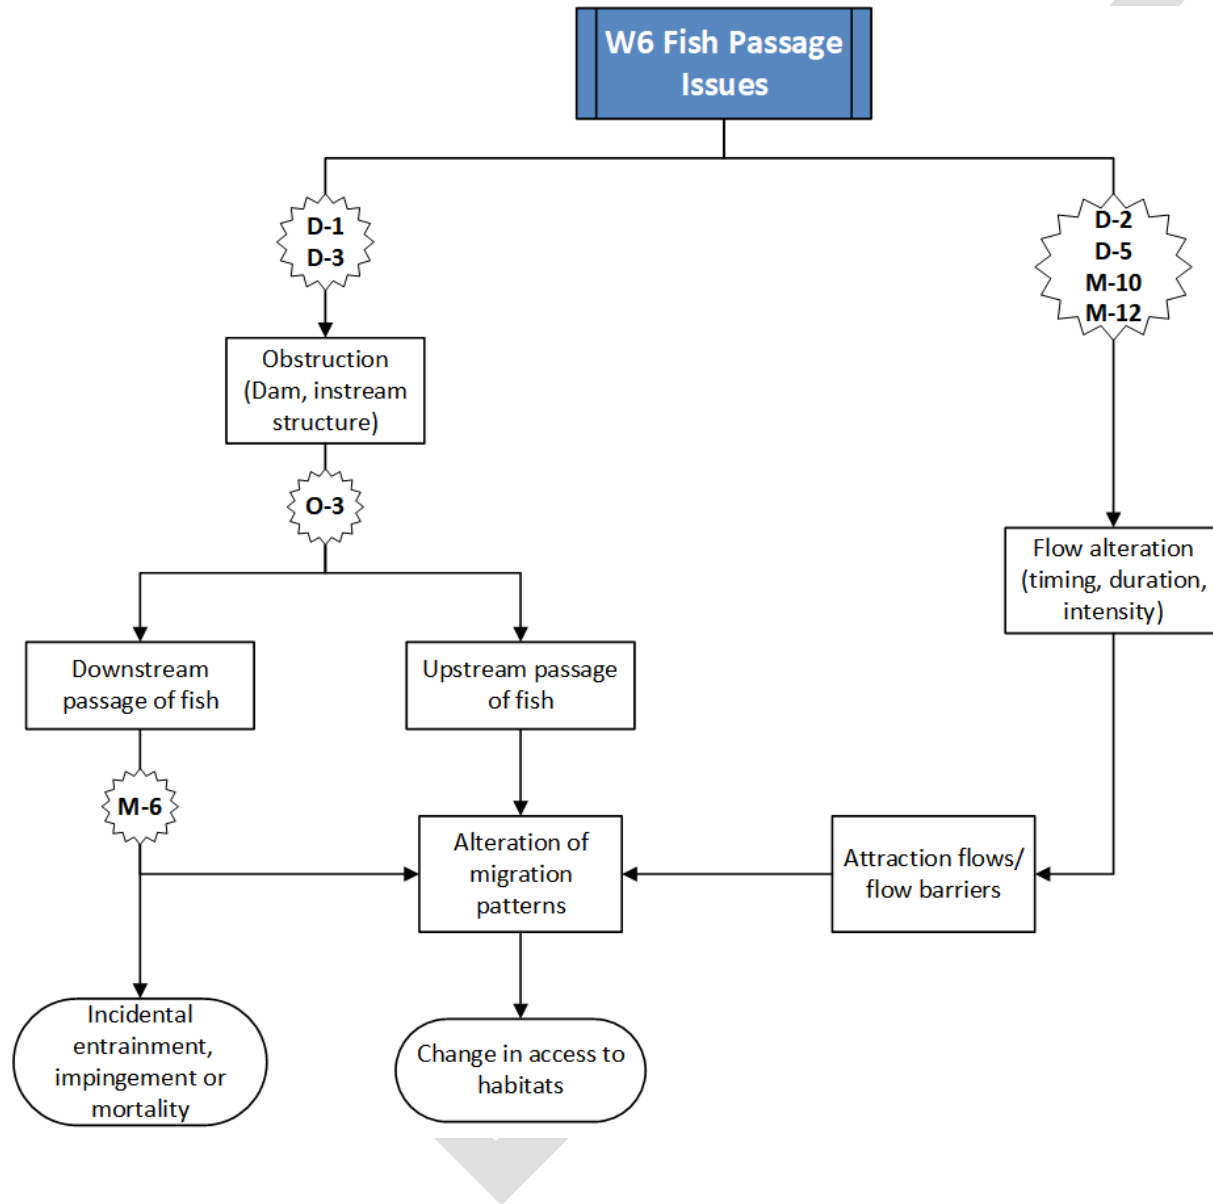 W6 Fish Passage
Issues
D-1
D-3
D-2
D-5
M-10
M-12
Obstruction
(Dam, instream
structure)
O-3
Flow alteration
(timing, duration,
intensity)
Downstream
passage of fish
Upstream passage
of fish
M-6
Alteration of
migration
patterns
Attraction flows/
flow barriers
Incidental
entrainment,
impingement or
mortality
Change in access to
habitats